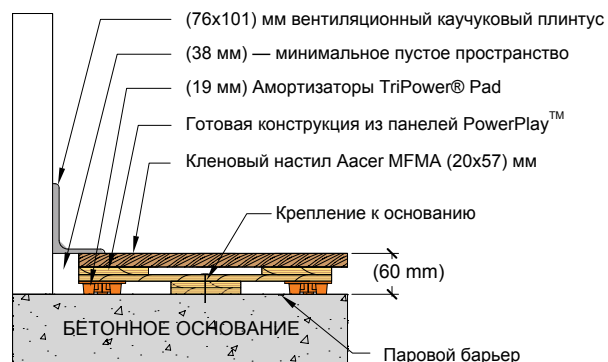 (76x101) мм вентиляционный каучуковый плинтус
(38 мм) — минимальное пустое пространство
(19 мм) Амортизаторы TriPower® Pad
Готовая конструкция из панелей PowerPlay™
Кленовый настил Aacer MFMA (20x57) мм
Крепление к основанию
(60 mm)
БЕТОННОЕ ОСНОВАНИЕ
Паровой барьер